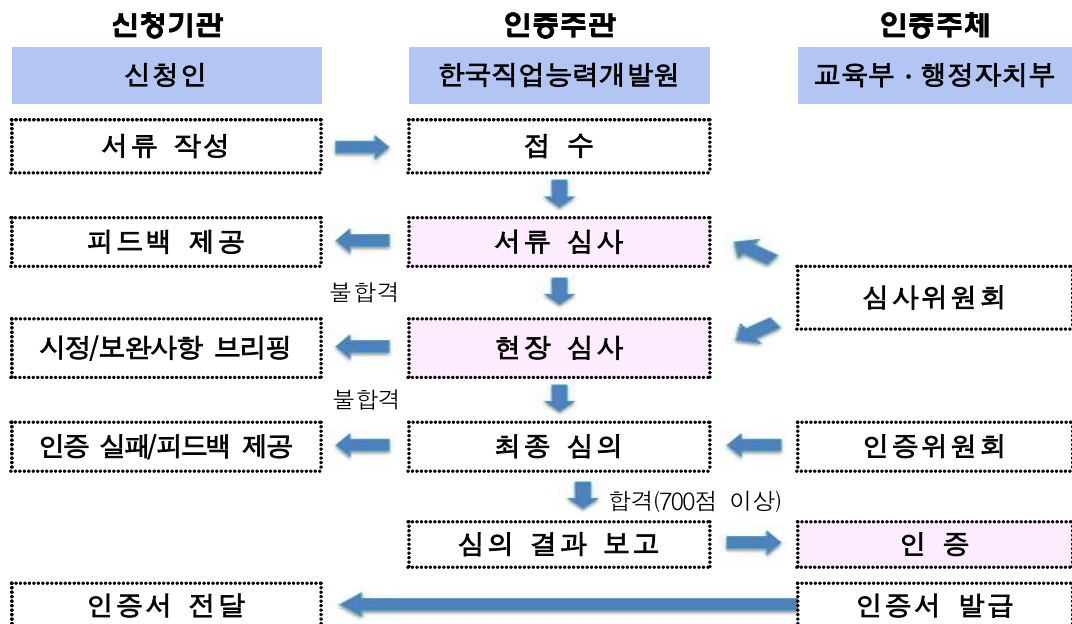 신청기관 인증주관 인증주체
신청인 한국직업능력개발원 교육부 · 행정자치부
서류 작성 접 수
피드백 제공 서류 심사
불합격 심사위원회
시정/보완사항 브리핑 현장 심사
불합격
인증 실패/피드백 제공 최종 심의 인증위원회
합격(700점 이상)
심의 결과 보고 인 증
인증서 전달 인증서 발급